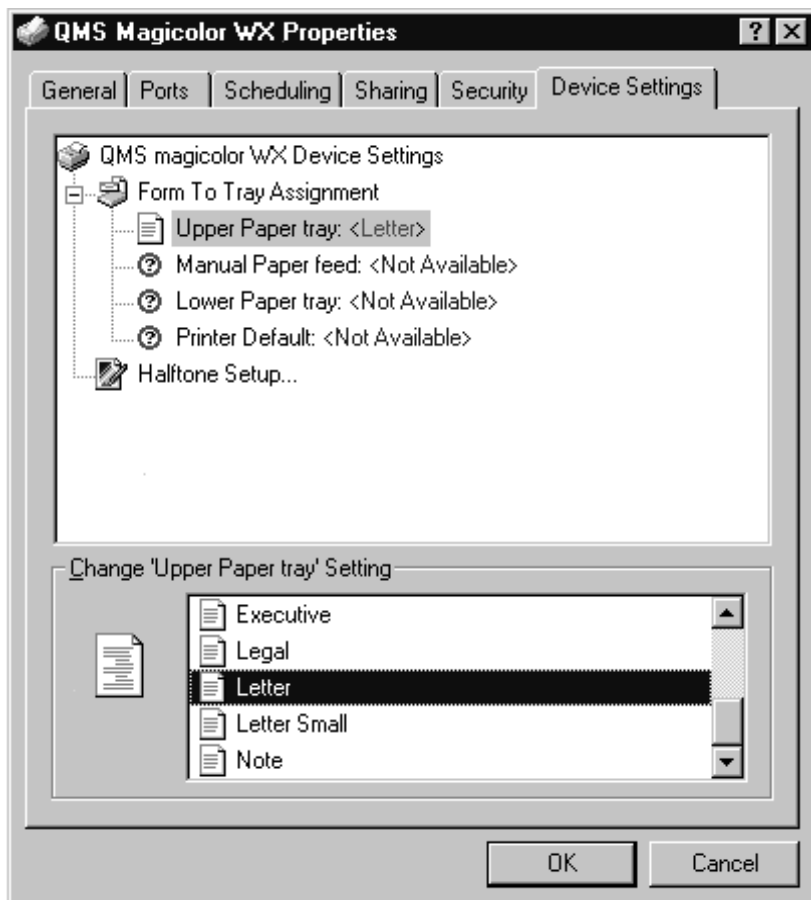 QMS Magicolor WX Properties
General Ports Scheduling Sharing Security Device Settings
QMS magicolor WX Device Settings
Form To Tray Assignment
Upper Paper tray: <Letter>
Manual Paper feed: <Not Available>
Lower Paper tray: <Not Available>
Printer Default: <Not Available>
Halftone Setup...
Change 'Upper Paper tray' Setting
Executive
Legal
Letter
Letter Small
Note
OK Cancel